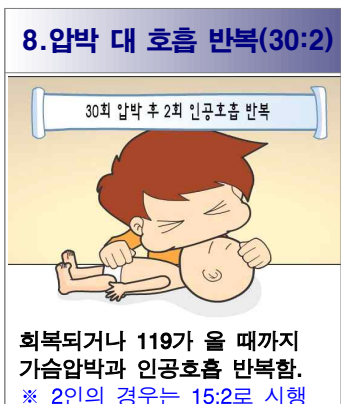 8.압박 대 호흡 반복(30:2)
30회 압박 후 2회 인공호흡 반복
회복되거나 119가 올 때까지
가슴압박과 인공호흡 반복함.
※ 2인의 경우는 15:2로 시행